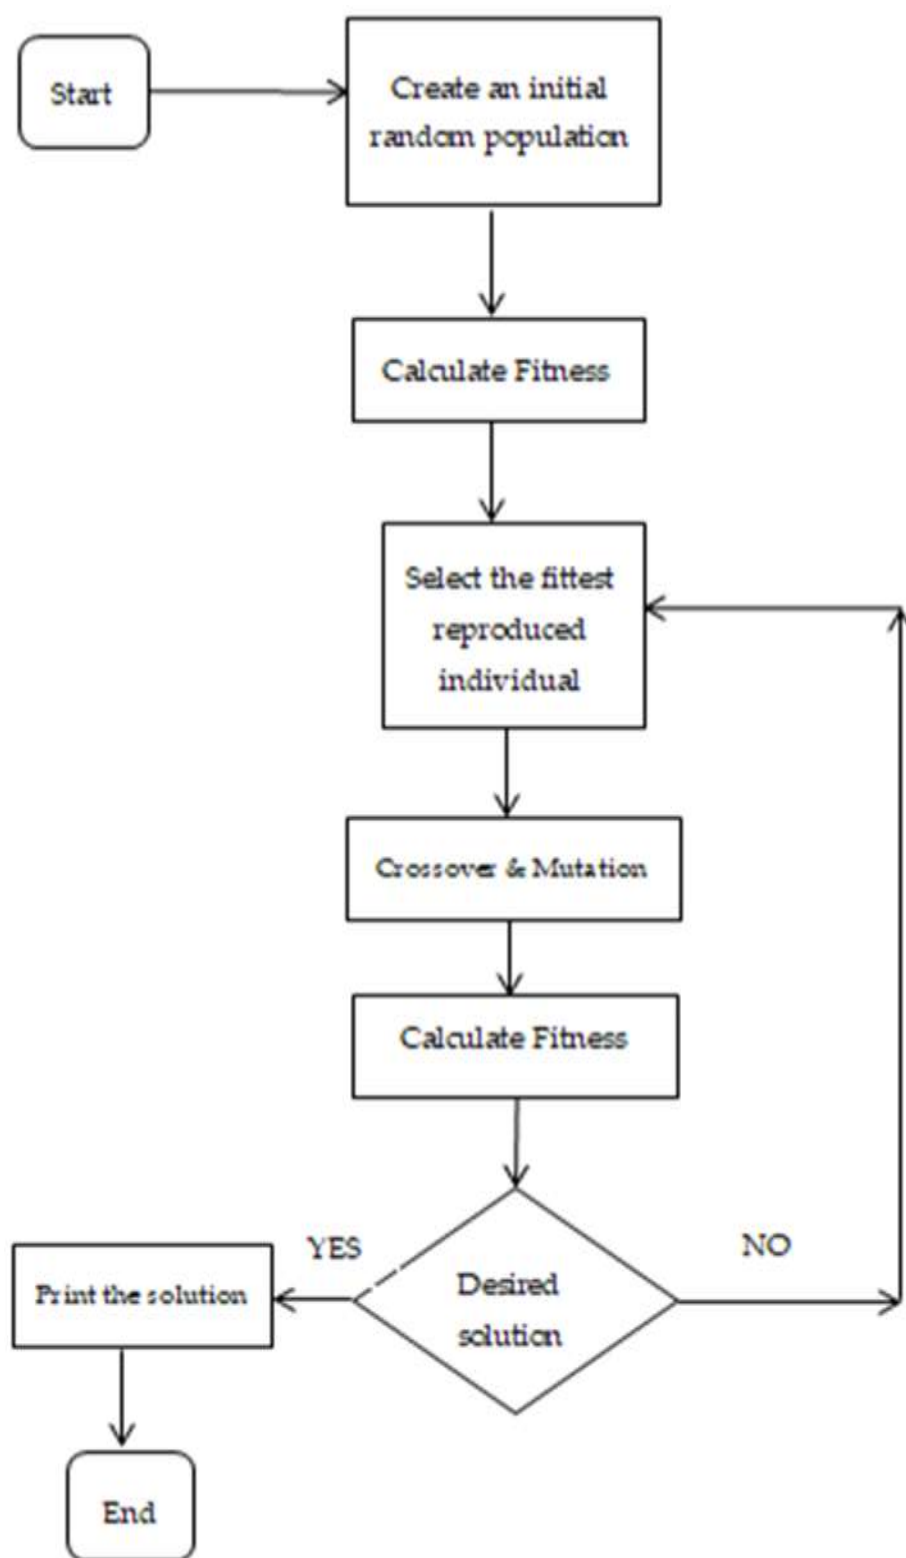 Start
Create an initial
random population
Calculate Fitness
Select the fittest
reproduced
individual
Crossover & Mutation
Calculate Fitness
Desired
solution
YES
NO
Print the solution
End